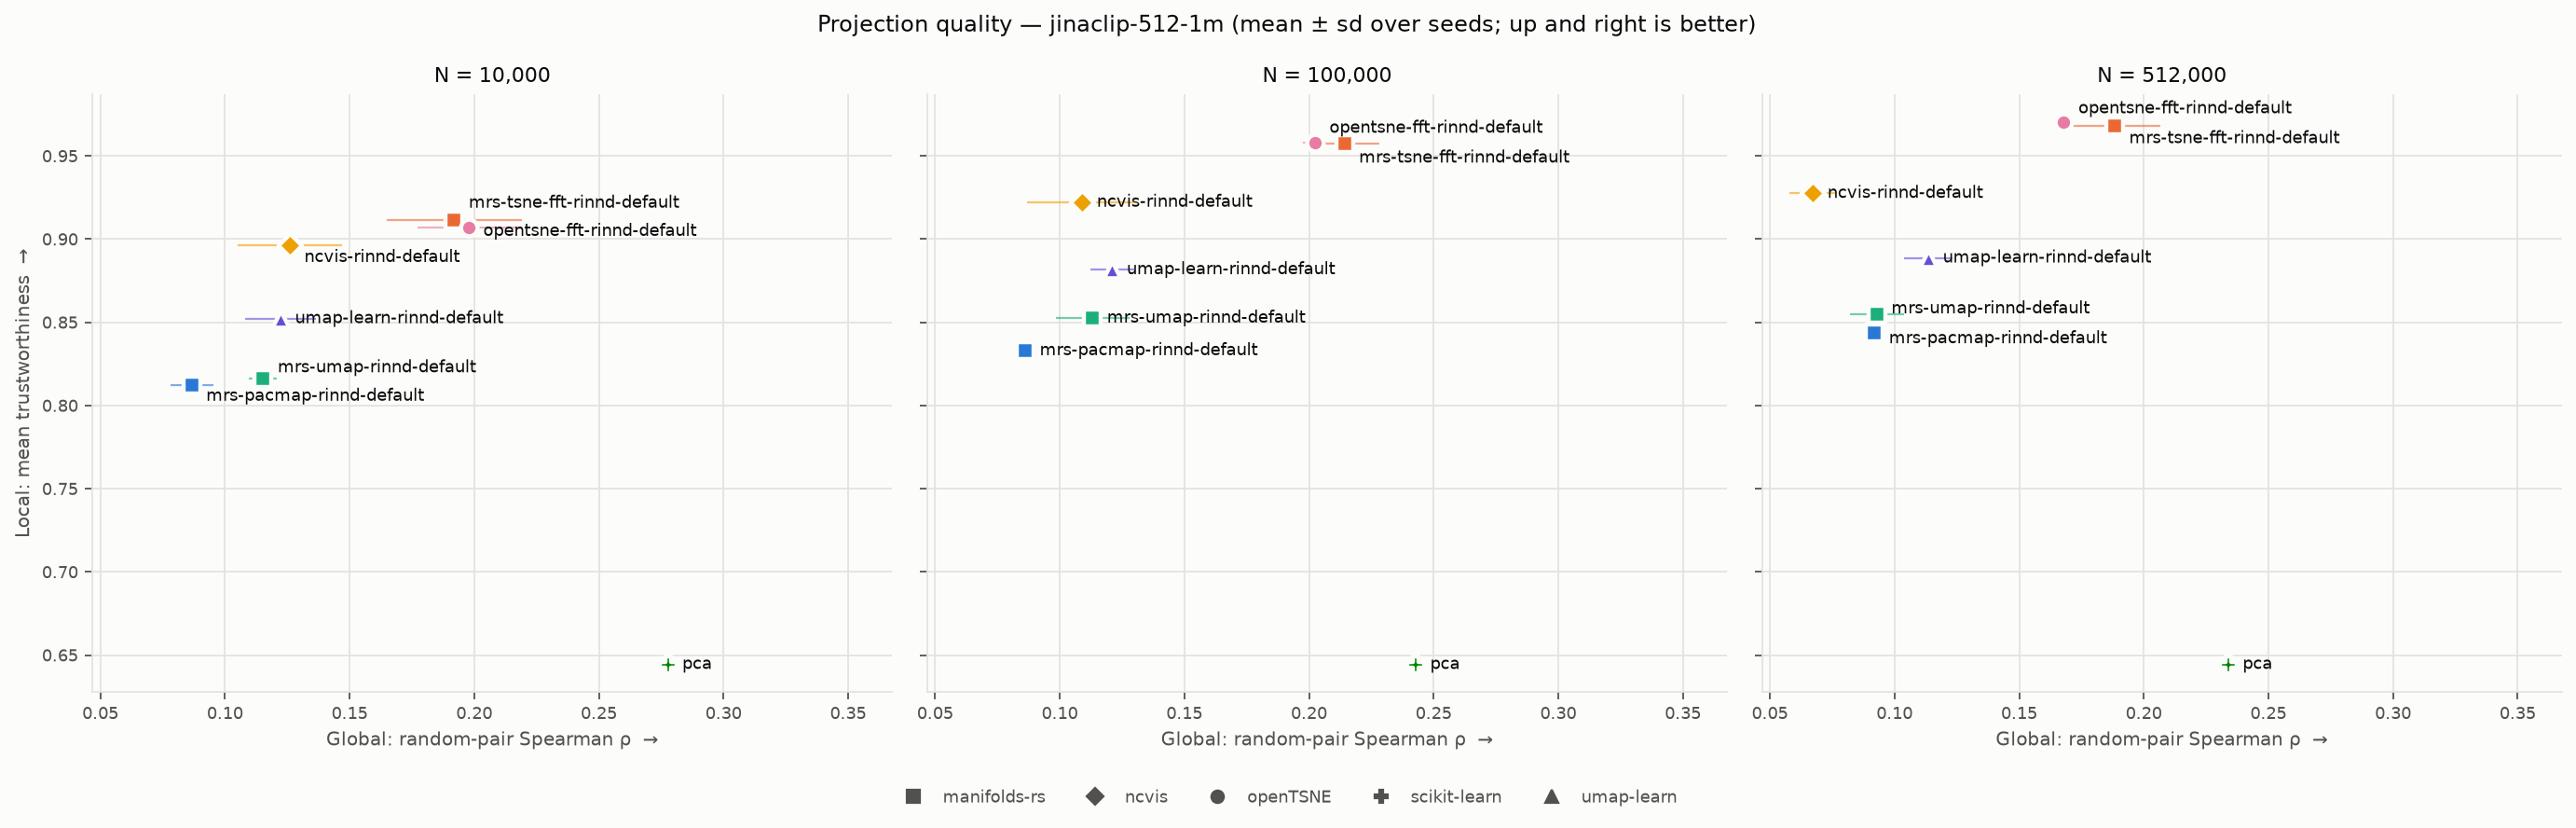 Projection quality — jinaclip-512-1m (mean ± sd over seeds; up and right is better)
N = 10,000
N = 100,000
N = 512,000
Local: mean trustworthiness →
0.95
0.90
0.85
0.80
0.75
0.70
0.65
mrs-tsne-fft-rinnd-default
opentsne-fft-rinnd-default
ncvis-rinnd-default
umap-learn-rinnd-default
mrs-umap-rinnd-default
mrs-pacmap-rinnd-default
pca
0.05 0.10 0.15 0.20 0.25 0.30 0.35
Global: random-pair Spearman ρ →
opentsne-fft-rinnd-default
mrs-tsne-fft-rinnd-default
ncvis-rinnd-default
umap-learn-rinnd-default
mrs-umap-rinnd-default
mrs-pacmap-rinnd-default
pca
0.05 0.10 0.15 0.20 0.25 0.30 0.35
Global: random-pair Spearman ρ →
opentsne-fft-rinnd-default
mrs-tsne-fft-rinnd-default
ncvis-rinnd-default
umap-learn-rinnd-default
mrs-umap-rinnd-default
mrs-pacmap-rinnd-default
pca
0.05 0.10 0.15 0.20 0.25 0.30 0.35
Global: random-pair Spearman ρ →
manifolds-rs ncvis openTSNE scikit-learn umap-learn